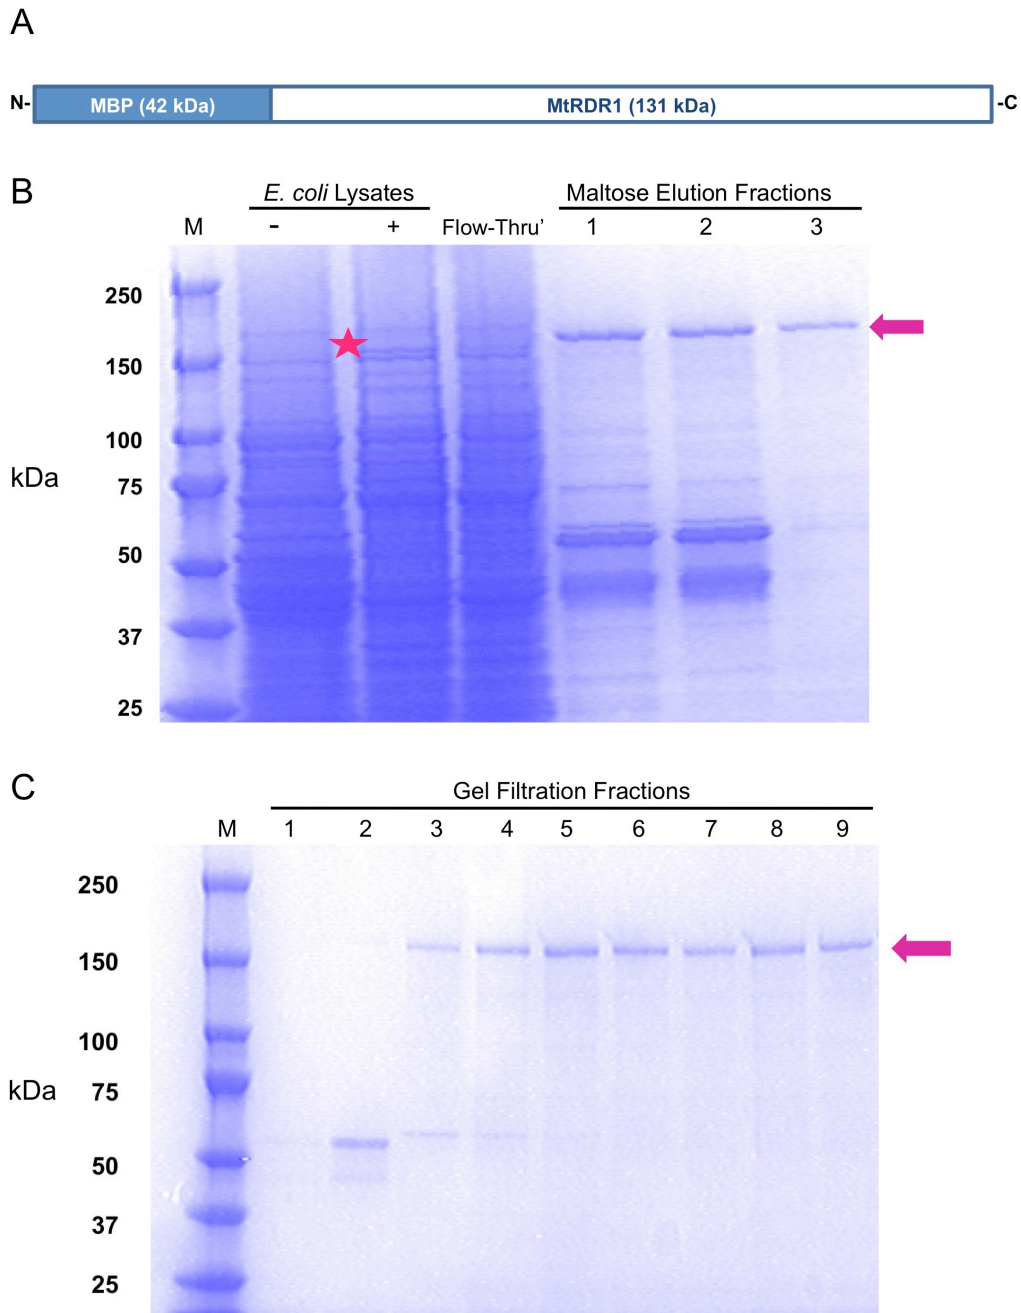 A
N- MBP (42 kDa) MtRDR1 (131 kDa) -C
B
E. coli Lysates Maltose Elution Fractions
M - + Flow-Thru’ 1 2 3
250
150
100
kDa
75
50
37
25
C
Gel Filtration Fractions
M 1 2 3 4 5 6 7 8 9
250
150
100
kDa
75
50
37
25